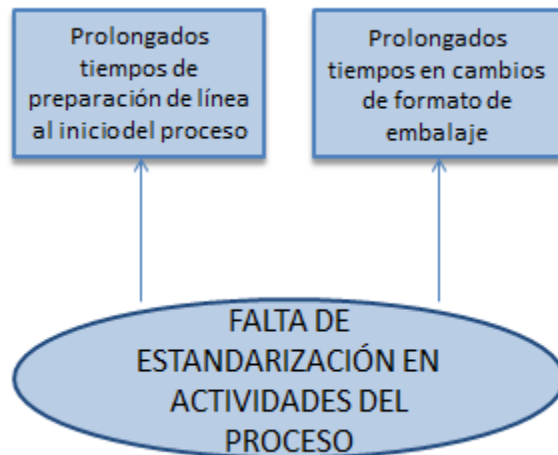 Prolongados
tiempos de
preparación de línea
al inicio del proceso
Prolongados
tiempos en cambios
de formato de
embalaje
FALTA DE
ESTANDARIZACIÓN EN
ACTIVIDADES DEL
PROCESO